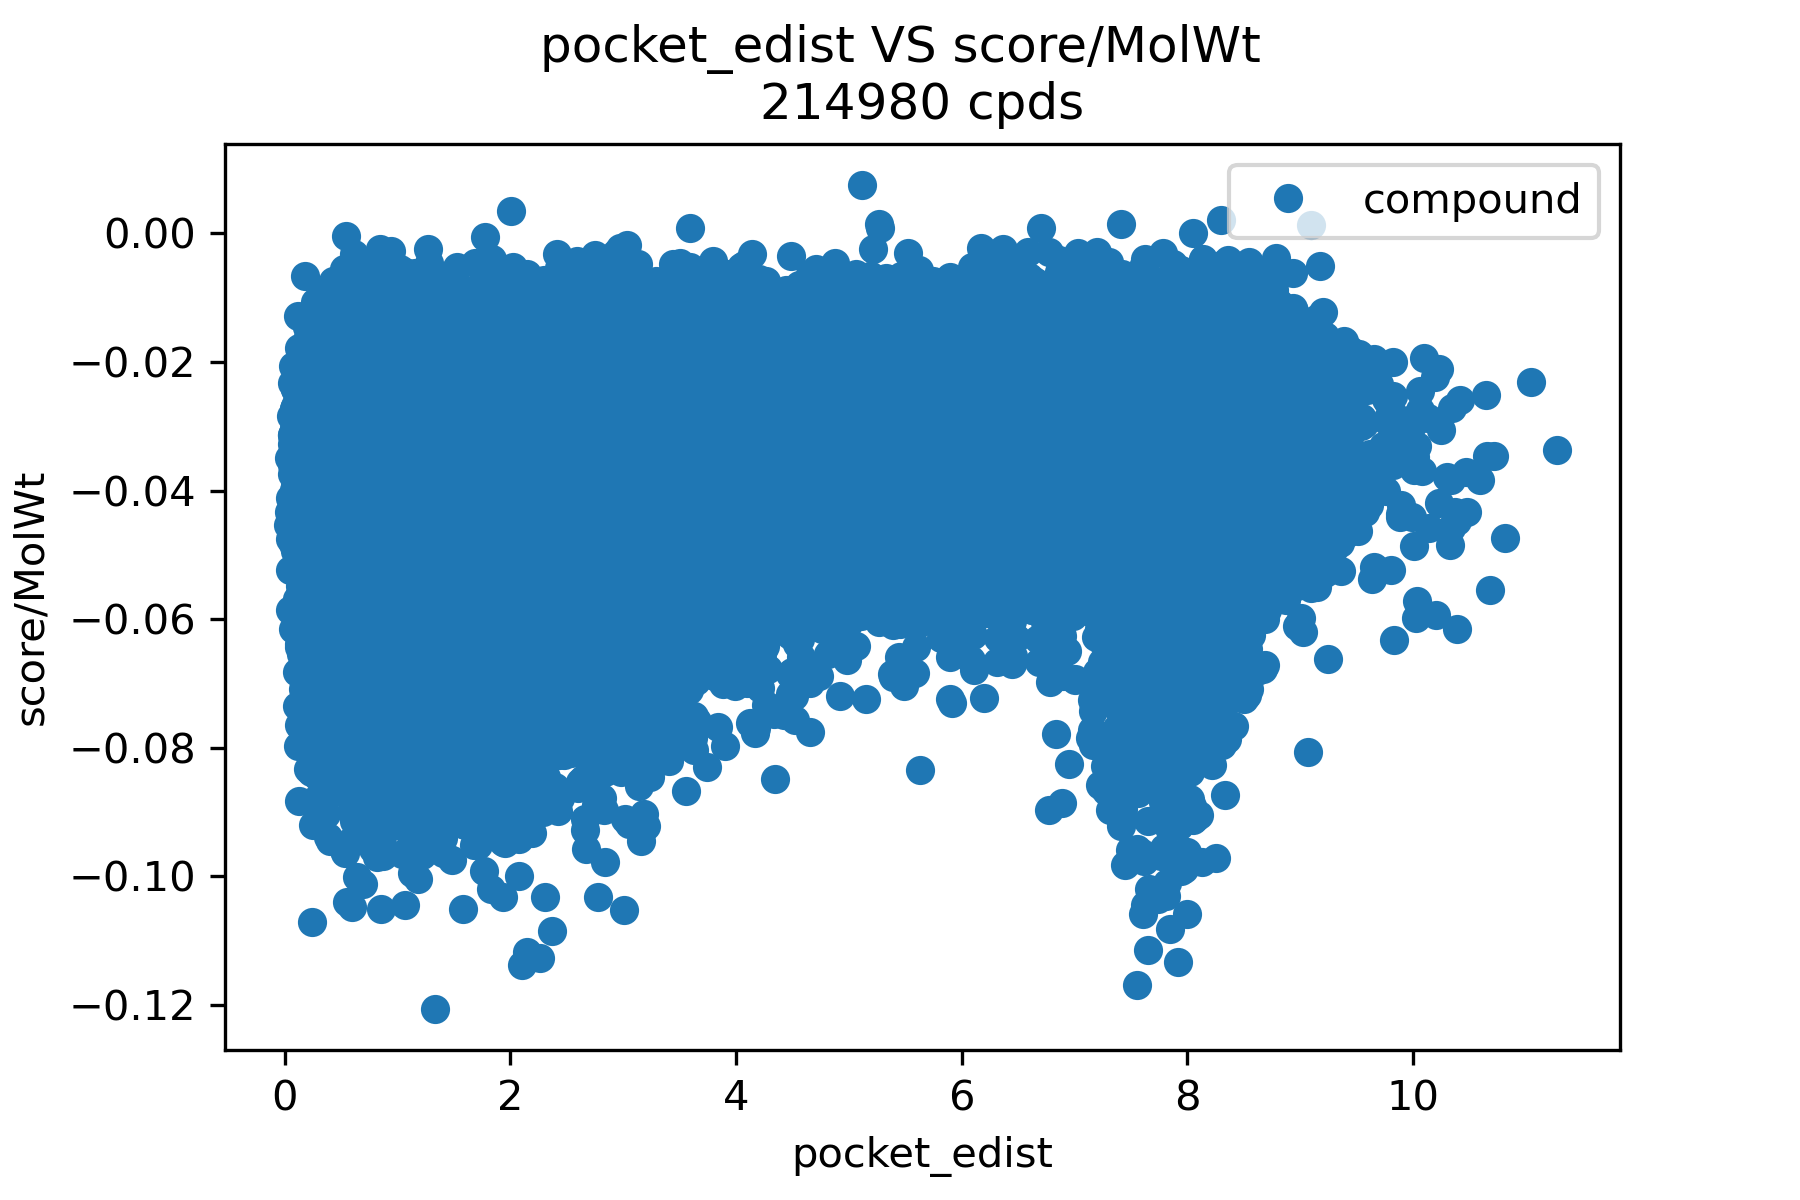 pocket_edist VS score/MolWt
214980 cpds
compound
score/MolWt
0.00
−0.02
−0.04
−0.06
−0.08
−0.10
−0.12
0 2 4 6 8 10
pocket_edist